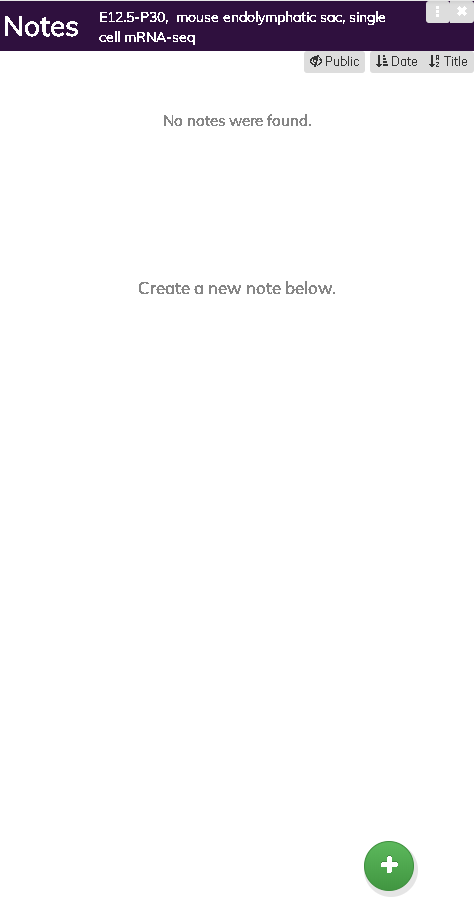 Notes
E12.5-P30, mouse endolymphatic sac, single
cell mRNA-seq
Public
Date
Title
No notes were found.
Create a new note below.